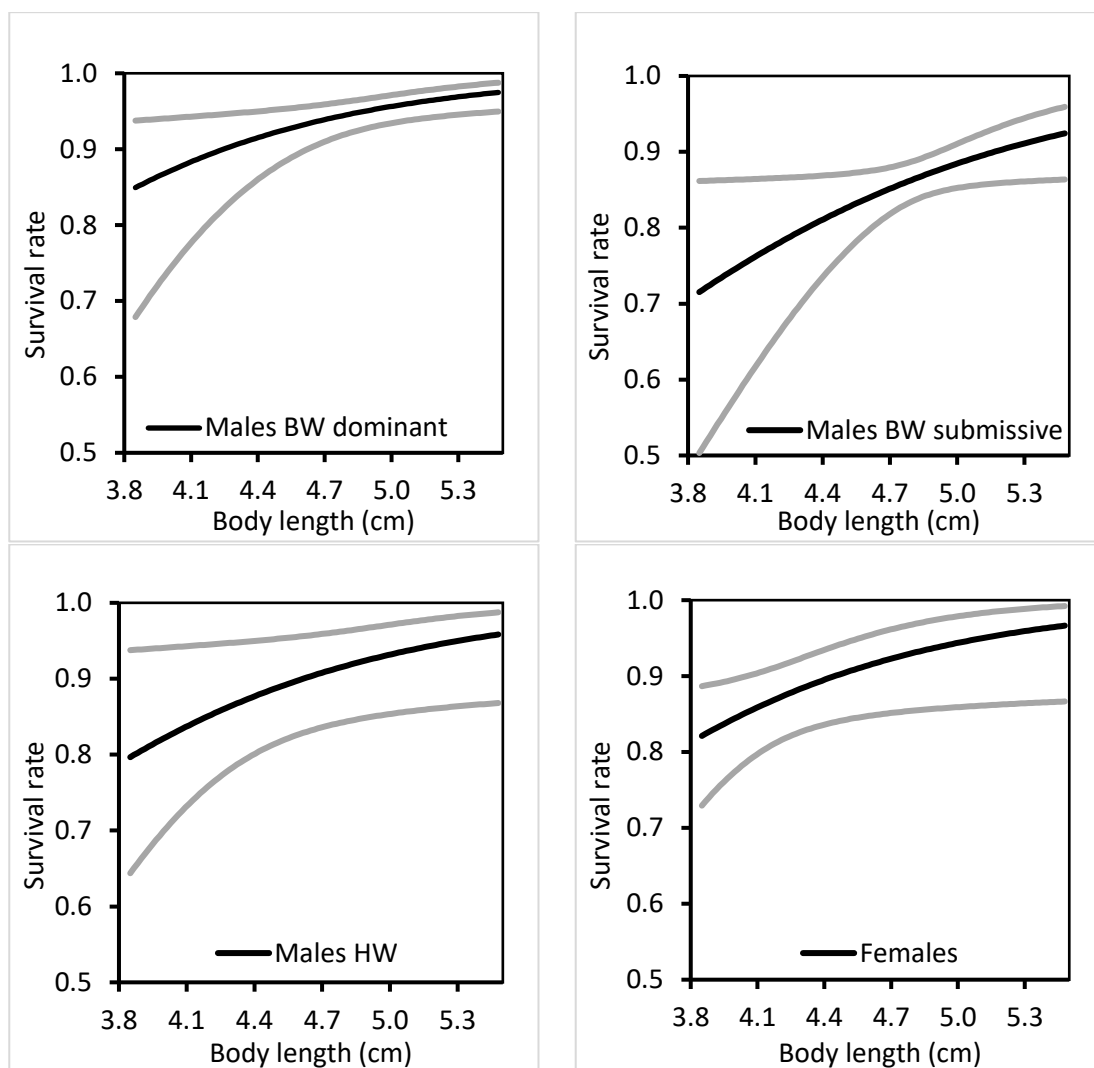 1.0
0.9
0.8
0.7
0.6
0.5
Survival rate
Males BW dominant
3.8 4.1 4.4 4.7 5.0 5.3
Body length (cm)
1.0
0.9
0.8
0.7
0.6
0.5
Survival rate
Males BW submissive
3.8 4.1 4.4 4.7 5.0 5.3
Body length (cm)
1.0
0.9
0.8
0.7
0.6
0.5
Survival rate
Males HW
3.8 4.1 4.4 4.7 5.0 5.3
Body length (cm)
1.0
0.9
0.8
0.7
0.6
0.5
Survival rate
Females
3.8 4.1 4.4 4.7 5.0 5.3
Body length (cm)